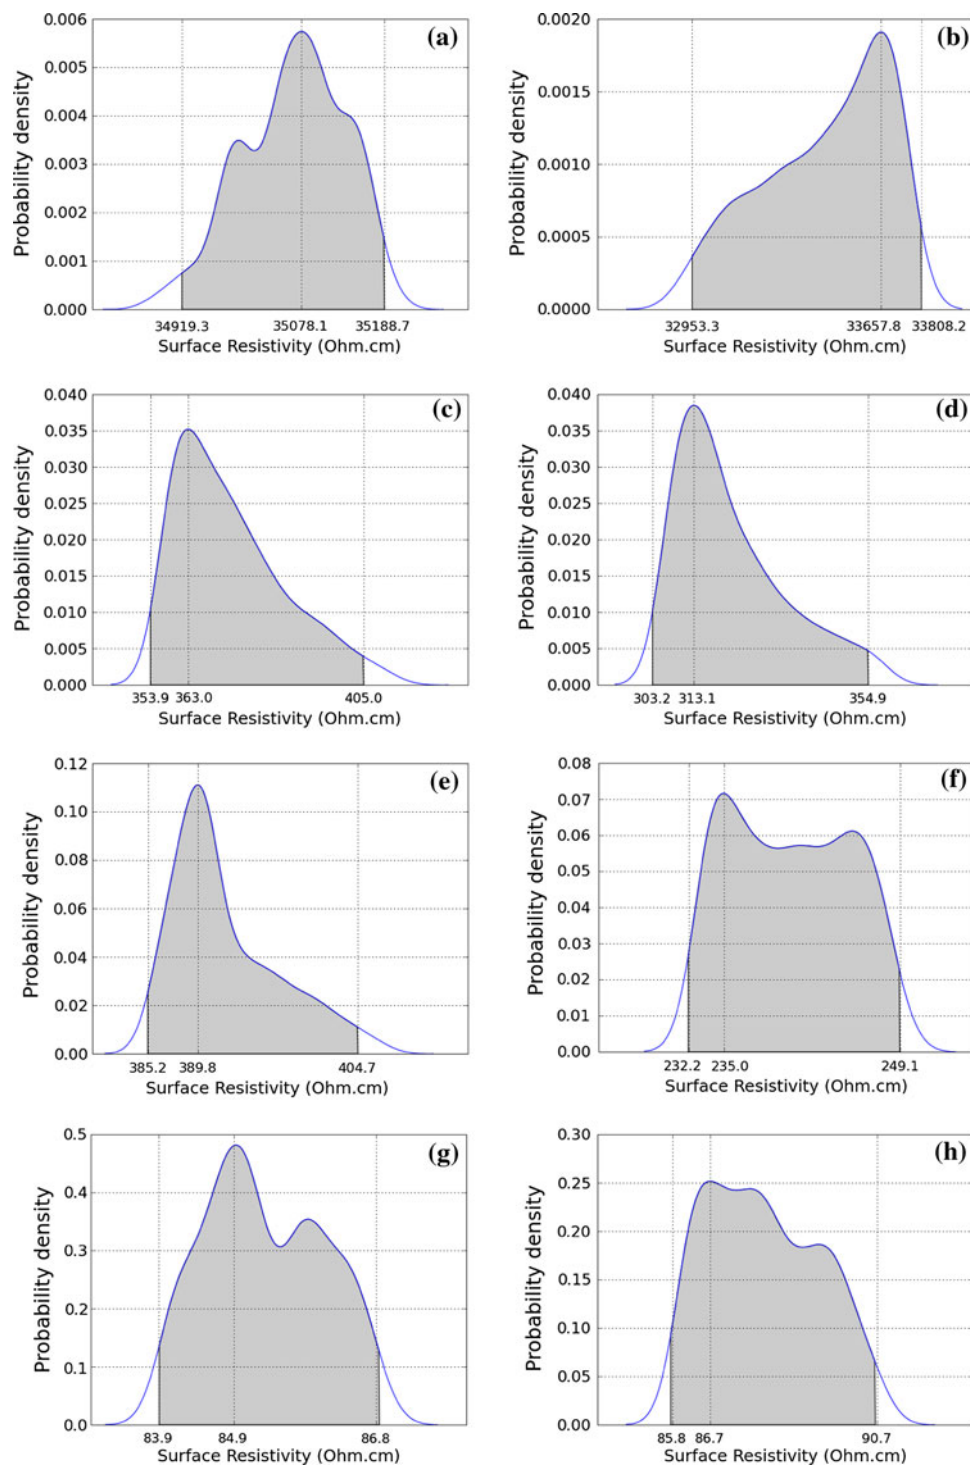 (a)
Probability density
0.006
0.005
0.004
0.003
0.002
0.001
0.000
34919.3 35078.1 35188.7
Surface Resistivity (Ohm.cm)
(b)
Probability density
0.0020
0.0015
0.0010
0.0005
0.0000
32953.3 33657.8 33808.2
Surface Resistivity (Ohm.cm)
(c)
Probability density
0.040
0.035
0.030
0.025
0.020
0.015
0.010
0.005
0.000
353.9 363.0 405.0
Surface Resistivity (Ohm.cm)
(d)
Probability density
0.040
0.035
0.030
0.025
0.020
0.015
0.010
0.005
0.000
303.2 313.1 354.9
Surface Resistivity (Ohm.cm)
(e)
Probability density
0.12
0.10
0.08
0.06
0.04
0.02
0.00
385.2 389.8 404.7
Surface Resistivity (Ohm.cm)
(f)
Probability density
0.08
0.07
0.06
0.05
0.04
0.03
0.02
0.01
0.00
232.2 235.0 249.1
Surface Resistivity (Ohm.cm)
(g)
Probability density
0.5
0.4
0.3
0.2
0.1
0.0
83.9 84.9 86.8
Surface Resistivity (Ohm.cm)
(h)
Probability density
0.30
0.25
0.20
0.15
0.10
0.05
0.00
85.8 86.7 90.7
Surface Resistivity (Ohm.cm)